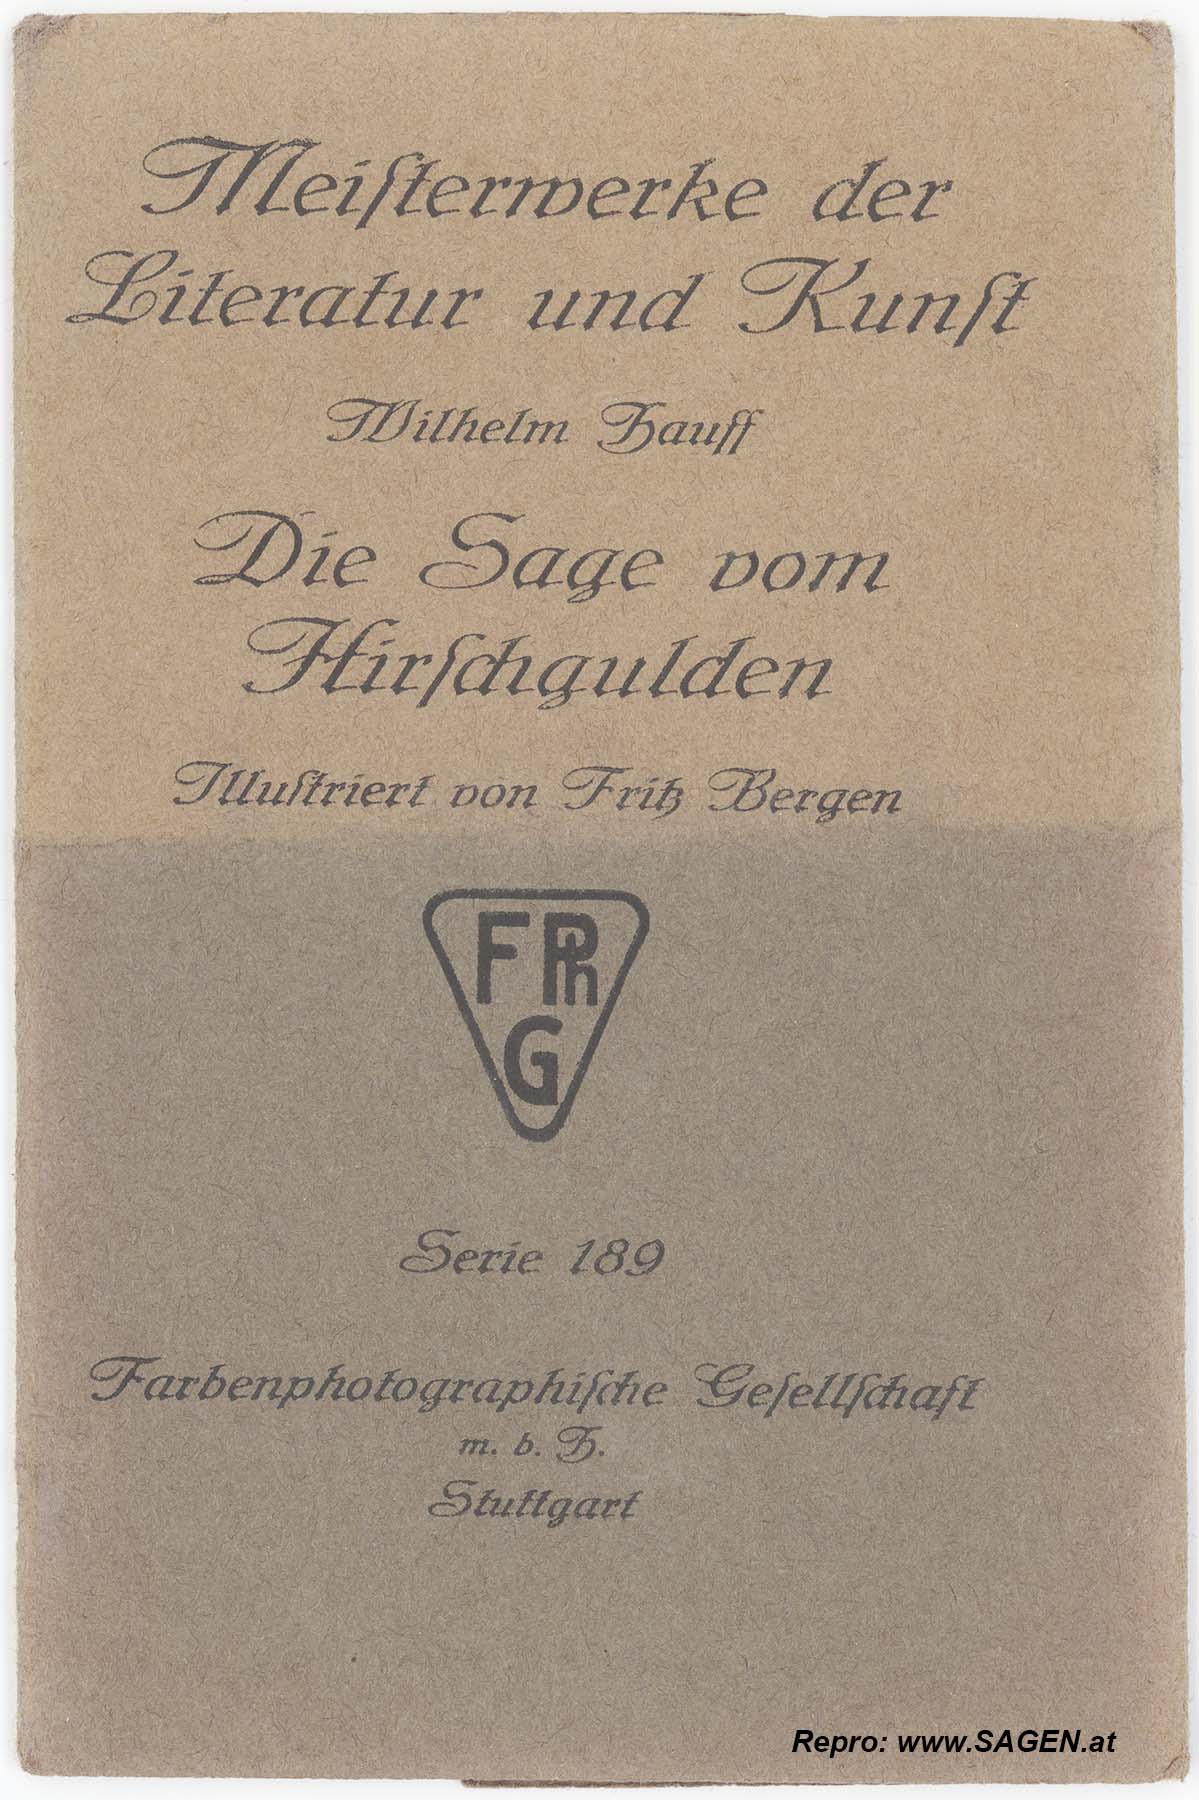 Meiſterwerke der
Literatur und Kunſt
Wilhelm Hauff
Die Sage vom
Hirſchgulden
Illuſtriert von Fritz Bergen
F Ph
G
Serie 189
Farbenphotographiſche Geſellſchaft
m. b. H.
Stuttgart
Repro: www.SAGEN.at